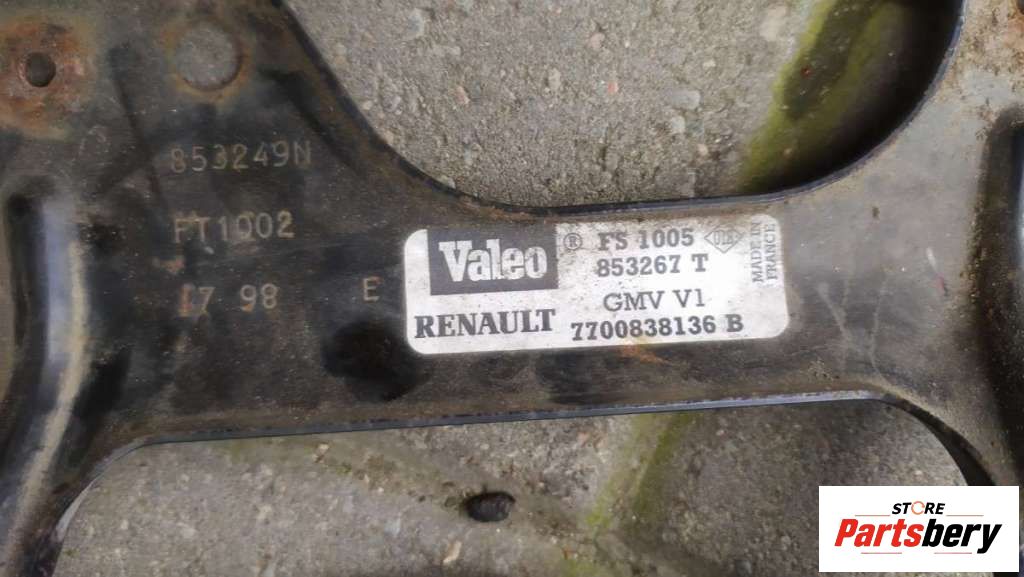 853249N
FT1002
17 98 E
Valeo ® FS 1005
853267 T
MADE IN
FRANCE
GMV V1
RENAULT 7700838136 B
STORE
Partsbery